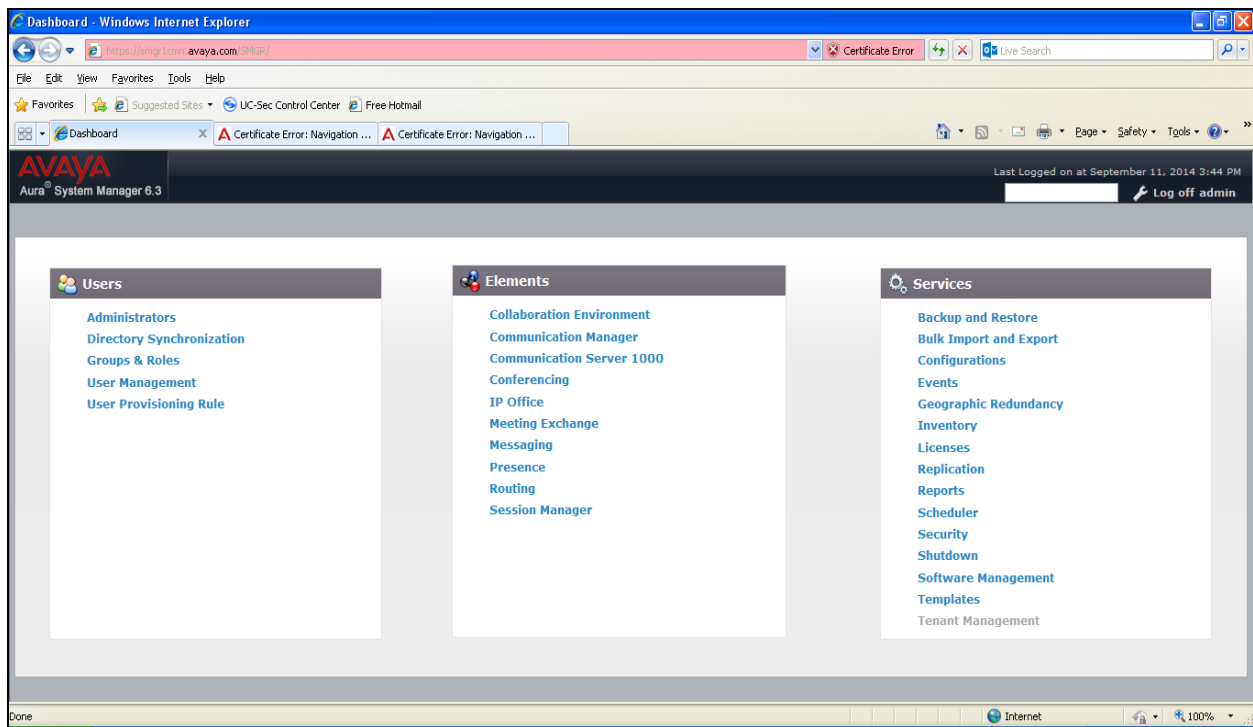 Dashboard - Windows Internet Explorer
https://smgr1cmn.avaya.com/SMGR/
Certificate Error
Live Search
File Edit View Favorites Tools Help
Favorites Suggested Sites UC-Sec Control Center Free Hotmail
Dashboard X Certificate Error: Navigation ... Certificate Error: Navigation ... Page Safety Tools »
AVAYA
Aura® System Manager 6.3
Last Logged on at September 11, 2014 3:44 PM
Log off admin
Users
Administrators
Directory Synchronization
Groups & Roles
User Management
User Provisioning Rule
Elements
Collaboration Environment
Communication Manager
Communication Server 1000
Conferencing
IP Office
Meeting Exchange
Messaging
Presence
Routing
Session Manager
Services
Backup and Restore
Bulk Import and Export
Configurations
Events
Geographic Redundancy
Inventory
Licenses
Replication
Reports
Scheduler
Security
Shutdown
Software Management
Templates
Tenant Management
Done Internet 100%